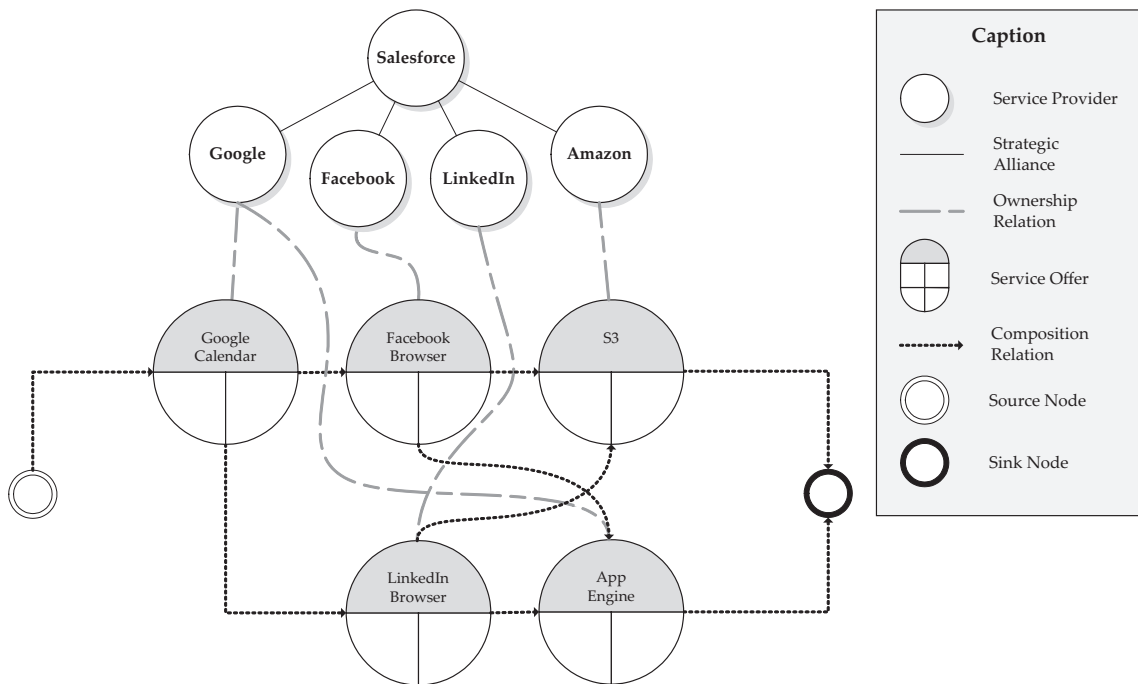 Salesforce
Google
Facebook
LinkedIn
Amazon
Google
Calendar
Facebook
Browser
S3
LinkedIn
Browser
App
Engine
Caption
Service Provider
Strategic
Alliance
Ownership
Relation
Service Offer
Composition
Relation
Source Node
Sink Node